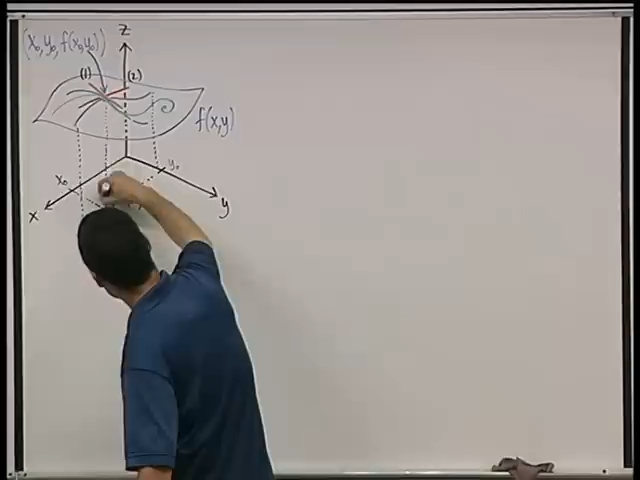 z
(x₀, y₀, f(x₀,y₀))
(1) (2)
f(x,y)
x₀ y₀
x y